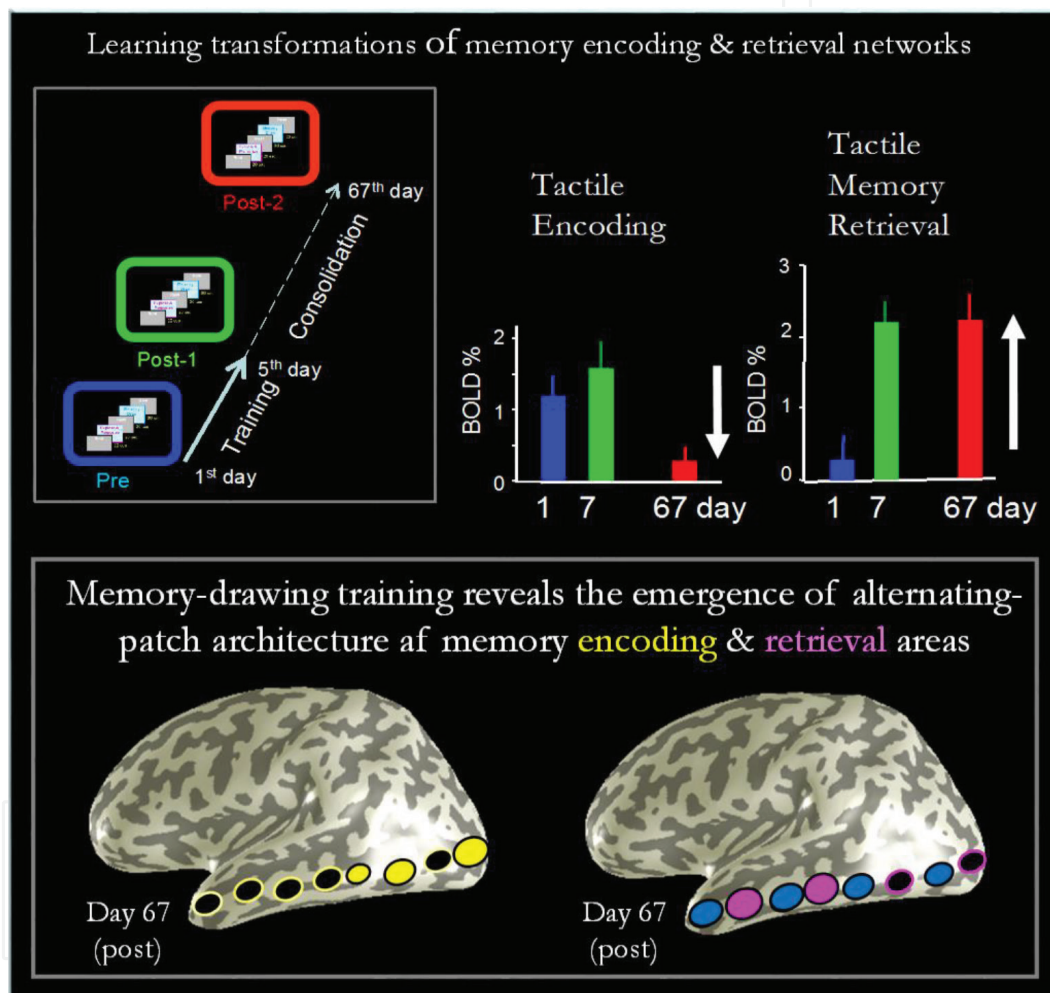 Learning transformations of memory encoding & retrieval networks
Post-2
67th day
Consolidation
Post-1
5th day
Training
Pre
1st day
Tactile
Encoding
BOLD %
2
1
0
1 7 67 day
Tactile
Memory
Retrieval
BOLD %
3
2
1
0
1 7 67 day
Memory-drawing training reveals the emergence of alternating-
patch architecture af memory encoding & retrieval areas
Day 67
(post)
Day 67
(post)